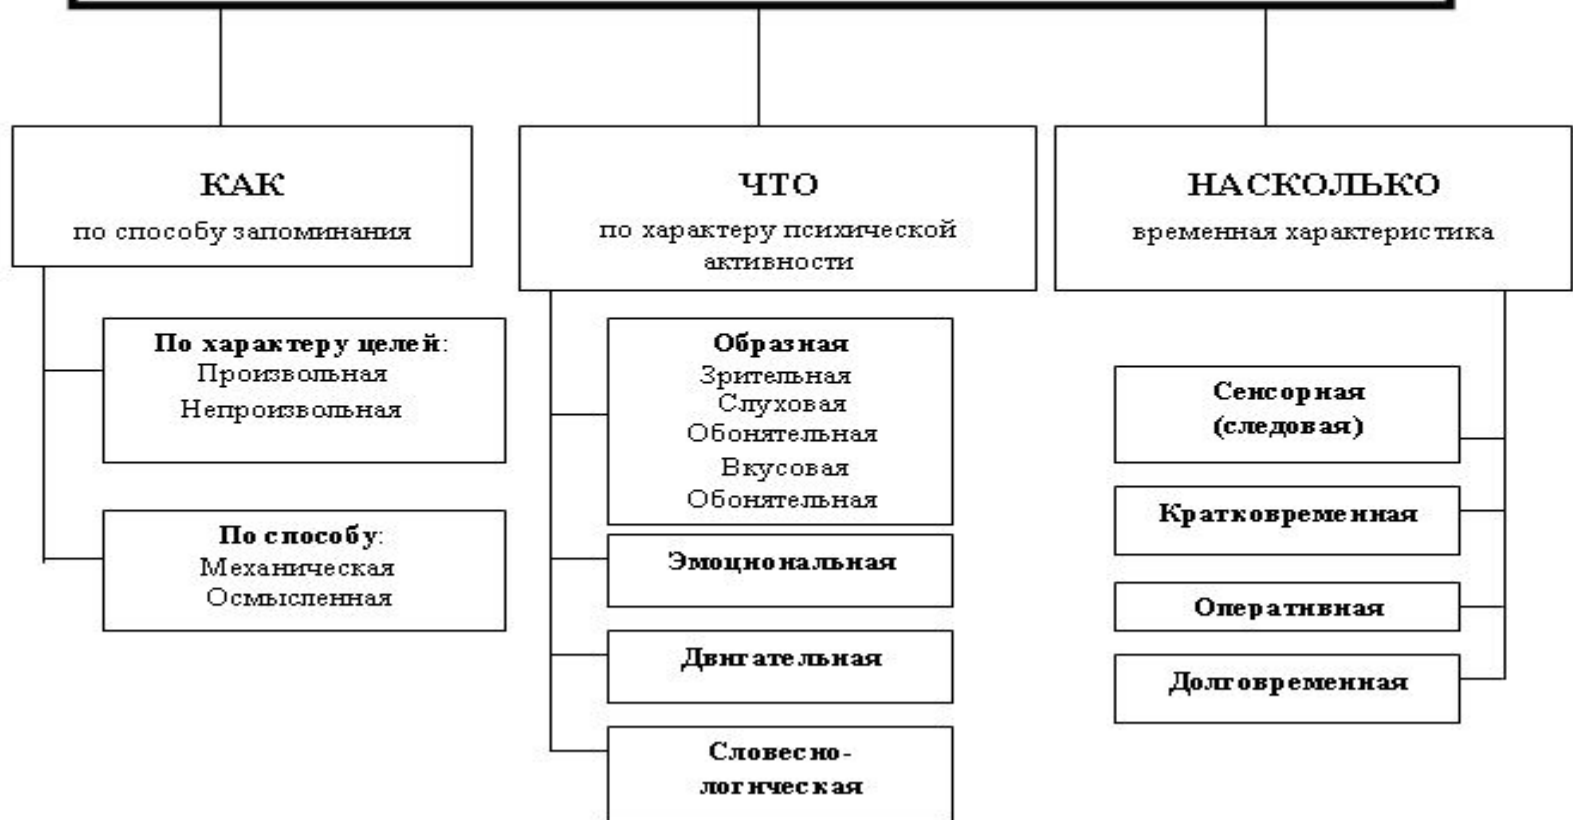 КАК
по способу запоминания
По характеру целей:
Произвольная
Непроизвольная
По способу:
Механическая
Осмысленная
ЧТО
по характеру психической
активности
Образная
Зрительная
Слуховая
Обонятельная
Вкусовая
Обонятельная
Эмоциональная
Двигательная
Словесно-
логическая
НАСКОЛЬКО
временная характеристика
Сенсорная
(следовая)
Кратковременная
Оперативная
Долговременная